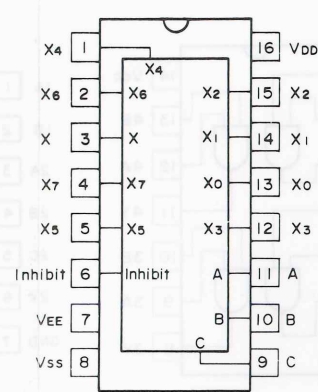 X4 1 16 VDD
X4
X6 2 X6 X2 15 X2
X 3 X X1 14 X1
X7 4 X7 X0 13 X0
X5 5 X5 X3 12 X3
Inhibit 6 Inhibit A 11 A
VEE 7 B 10 B
C
VSS 8 9 C